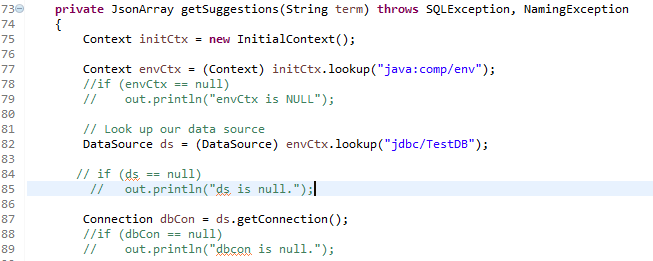 73 private JsonArray getSuggestions(String term) throws SQLException, NamingException
74 {
75 Context initCtx = new InitialContext();
76
77 Context envCtx = (Context) initCtx.lookup("java:comp/env");
78 //if (envCtx == null)
79 //    out.println("envCtx is NULL");
80
81 // Look up our data source
82 DataSource ds = (DataSource) envCtx.lookup("jdbc/TestDB");
83
84 // if (ds == null)
85 //   out.println("ds is null.");
86
87 Connection dbCon = ds.getConnection();
88 //if (dbCon == null)
89 //    out.println("dbcon is null.");